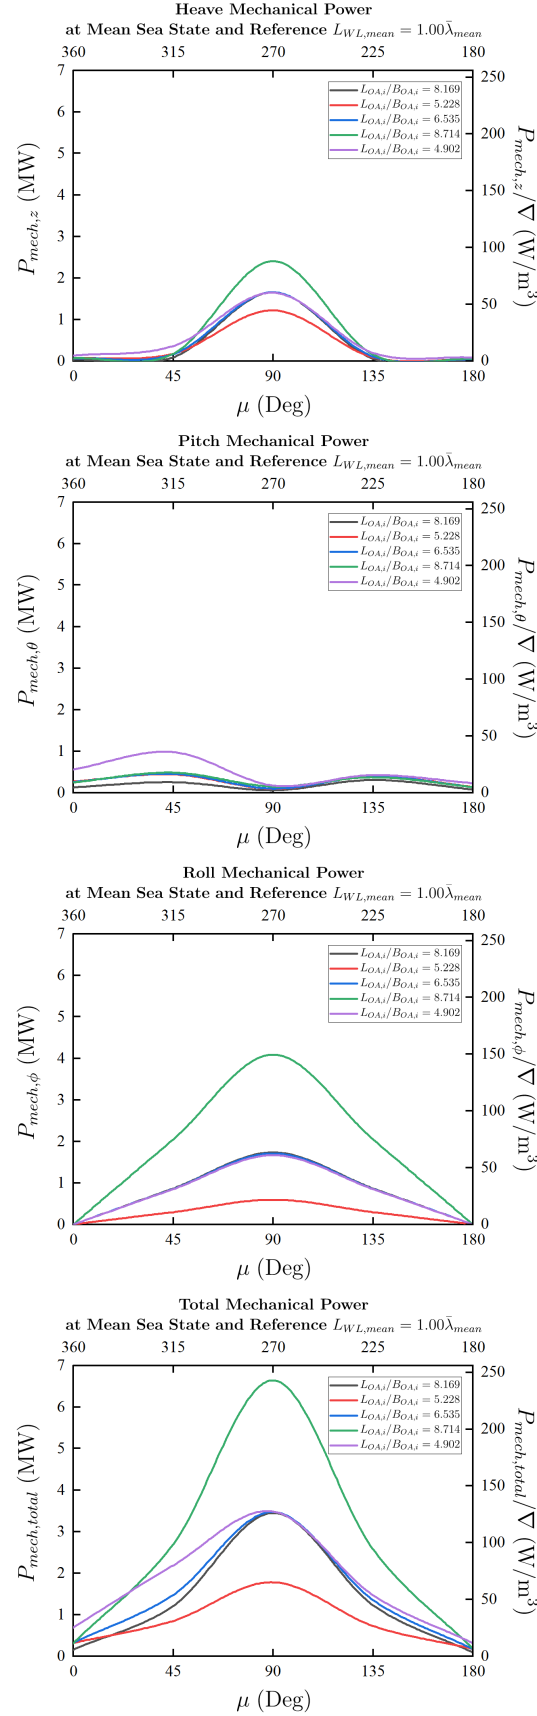 Heave Mechanical Power
at Mean Sea State and Reference L_{WL,mean} = 1.00λ̄_{mean}
360 315 270 225 180
7 6 5 4 3 2 1 0
250 200 150 100 50 0
P_{mech,z} (MW)
P_{mech,z}/∇ (W/m³)
L_{OA,i}/B_{OA,i} = 8.169
L_{OA,i}/B_{OA,i} = 5.228
L_{OA,i}/B_{OA,i} = 6.535
L_{OA,i}/B_{OA,i} = 8.714
L_{OA,i}/B_{OA,i} = 4.902
0 45 90 135 180
μ (Deg)
Pitch Mechanical Power
at Mean Sea State and Reference L_{WL,mean} = 1.00λ̄_{mean}
360 315 270 225 180
7 6 5 4 3 2 1 0
250 200 150 100 50 0
P_{mech,θ} (MW)
P_{mech,θ}/∇ (W/m³)
L_{OA,i}/B_{OA,i} = 8.169
L_{OA,i}/B_{OA,i} = 5.228
L_{OA,i}/B_{OA,i} = 6.535
L_{OA,i}/B_{OA,i} = 8.714
L_{OA,i}/B_{OA,i} = 4.902
0 45 90 135 180
μ (Deg)
Roll Mechanical Power
at Mean Sea State and Reference L_{WL,mean} = 1.00λ̄_{mean}
360 315 270 225 180
7 6 5 4 3 2 1 0
250 200 150 100 50 0
P_{mech,ϕ} (MW)
P_{mech,ϕ}/∇ (W/m³)
L_{OA,i}/B_{OA,i} = 8.169
L_{OA,i}/B_{OA,i} = 5.228
L_{OA,i}/B_{OA,i} = 6.535
L_{OA,i}/B_{OA,i} = 8.714
L_{OA,i}/B_{OA,i} = 4.902
0 45 90 135 180
μ (Deg)
Total Mechanical Power
at Mean Sea State and Reference L_{WL,mean} = 1.00λ̄_{mean}
360 315 270 225 180
7 6 5 4 3 2 1 0
250 200 150 100 50 0
P_{mech,total} (MW)
P_{mech,total}/∇ (W/m³)
L_{OA,i}/B_{OA,i} = 8.169
L_{OA,i}/B_{OA,i} = 5.228
L_{OA,i}/B_{OA,i} = 6.535
L_{OA,i}/B_{OA,i} = 8.714
L_{OA,i}/B_{OA,i} = 4.902
0 45 90 135 180
μ (Deg)